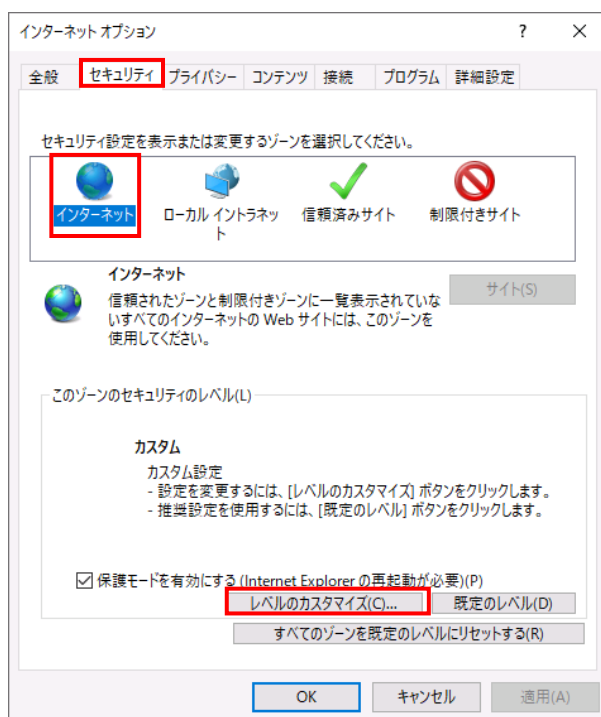 インターネット オプション
全般 セキュリティ プライバシー コンテンツ 接続 プログラム 詳細設定
セキュリティ設定を表示または変更するゾーンを選択してください。
インターネット ローカル イントラネッ 信頼済みサイト 制限付きサイト
ト
インターネット
サイト(S)
信頼されたゾーンと制限付きゾーンに一覧表示されていな
いすべてのインターネットの Web サイトには、このゾーンを
使用してください。
このゾーンのセキュリティのレベル(L)
カスタム
カスタム設定
- 設定を変更するには、[レベルのカスタマイズ] ボタンをクリックします。
- 推奨設定を使用するには、[既定のレベル] ボタンをクリックします。
保護モードを有効にする (Internet Explorer の再起動が必要)(P)
レベルのカスタマイズ(C)... 既定のレベル(D)
すべてのゾーンを既定のレベルにリセットする(R)
OK キャンセル 適用(A)